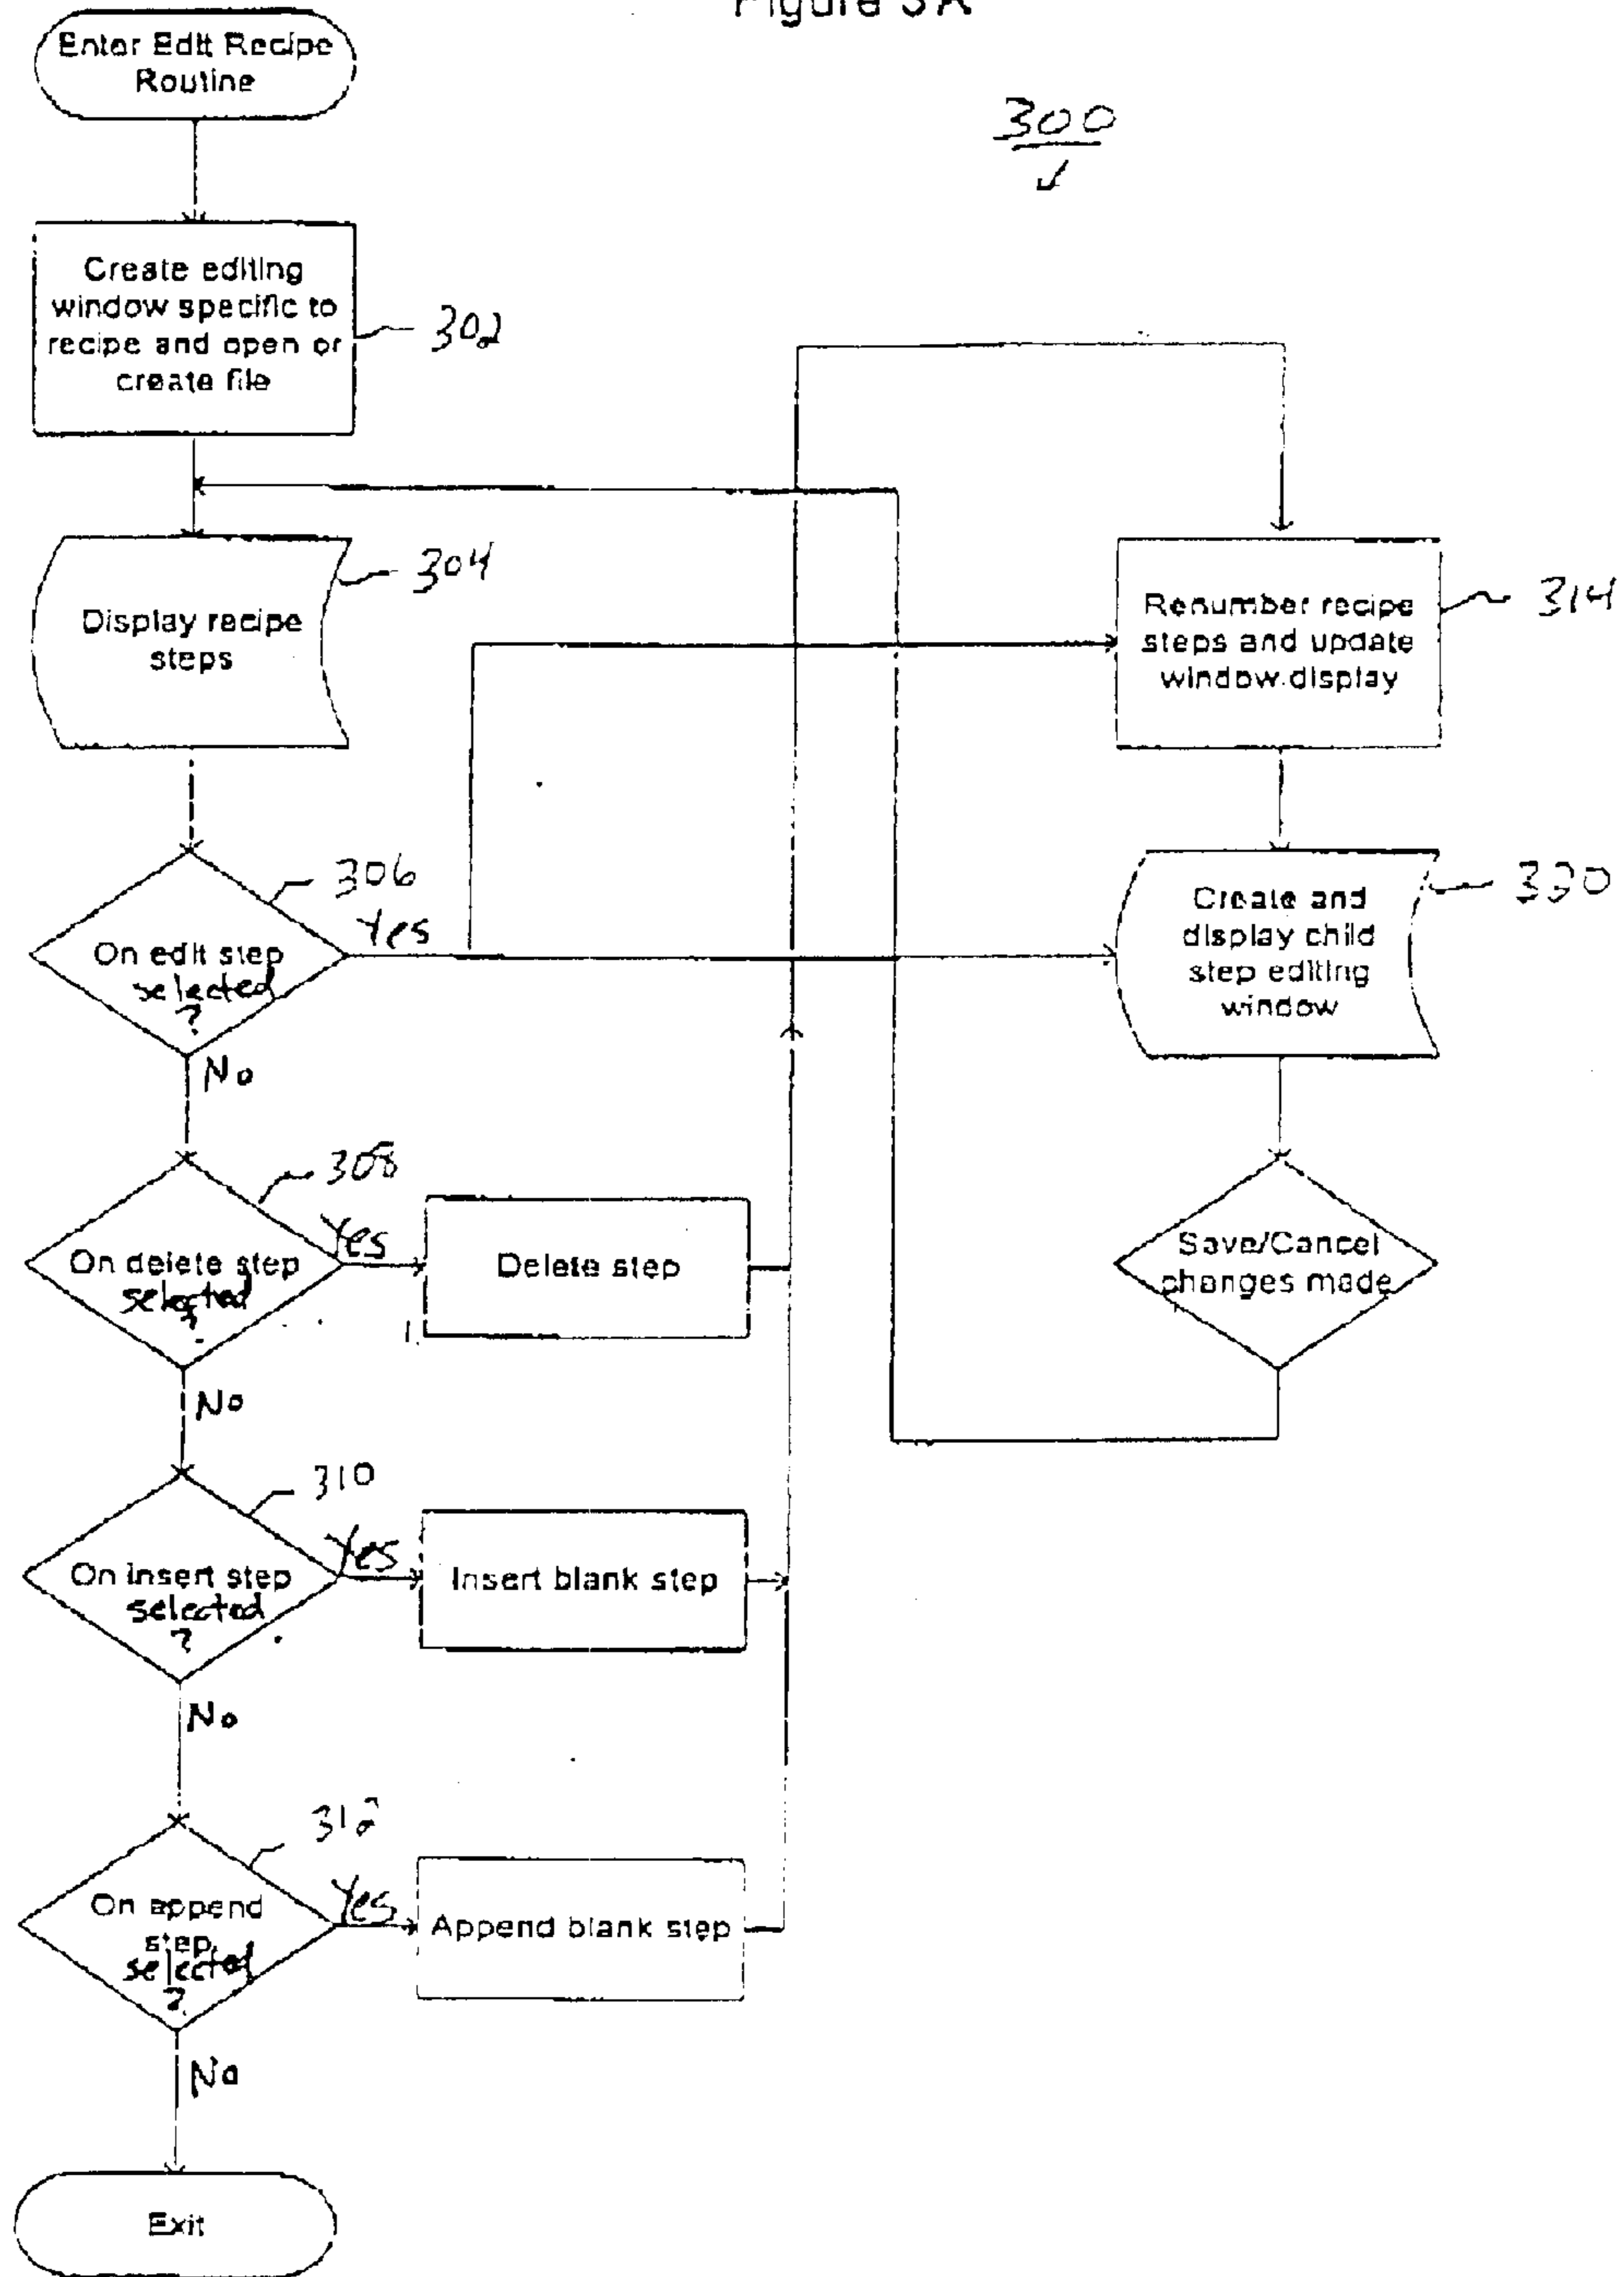 Figure 3A
Enter Edit Recipe
Routine
300
Create editing
window specific to
recipe and open or
create file
302
Display recipe
steps
304
Renumber recipe
steps and update
window display
314
On edit step
selected
?
306
Yes
No
Create and
display child
step editing
window
On delete step
selected
?
308
Yes
No
Delete step
Save/Cancel
changes made
On insert step
selected
?
310
Yes
No
Insert blank step
On append
step
selected
?
312
Yes
No
Append blank step
Exit